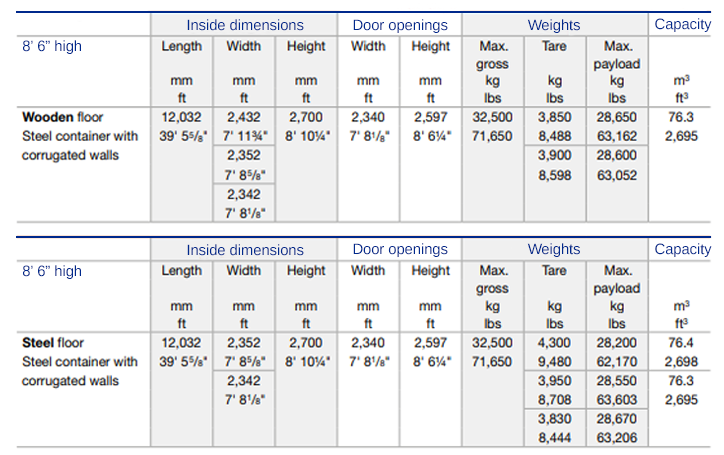 Inside dimensions Door openings Weights Capacity
8’ 6” high Length Width Height Width Height Max. Tare Max.
gross payload
mm mm mm mm mm kg kg kg m³
ft ft ft ft ft lbs lbs lbs ft³
Wooden floor 12,032 2,432 2,700 2,340 2,597 32,500 3,850 28,650 76.3
Steel container with 39' 5⁵/₈" 7' 11¾" 8' 10¼" 7' 8¹/₈" 8' 6¼" 71,650 8,488 63,162 2,695
corrugated walls 2,352 3,900 28,600
7' 8⁵/₈" 8,598 63,052
2,342
7' 8¹/₈"
Inside dimensions Door openings Weights Capacity
8’ 6” high Length Width Height Width Height Max. Tare Max.
gross payload
mm mm mm mm mm kg kg kg m³
ft ft ft ft ft lbs lbs lbs ft³
Steel floor 12,032 2,352 2,700 2,340 2,597 32,500 4,300 28,200 76.4
Steel container with 39' 5⁵/₈" 7' 8⁵/₈" 8' 10¼" 7' 8¹/₈" 8' 6¼" 71,650 9,480 62,170 2,698
corrugated walls 2,342 3,950 28,550 76.3
7' 8¹/₈" 8,708 63,603 2,695
3,830 28,670
8,444 63,206